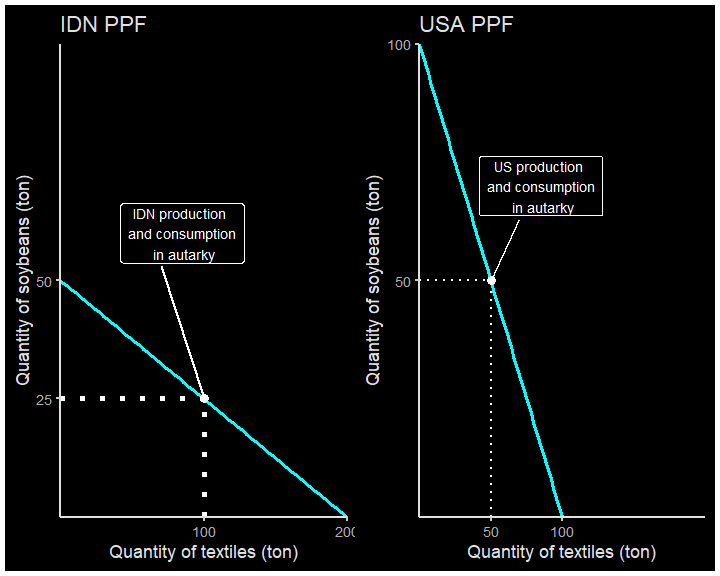 IDN PPF
Quantity of soybeans (ton)
50
25
IDN production
and consumption
in autarky
100
200
Quantity of textiles (ton)
USA PPF
Quantity of soybeans (ton)
100
50
US production
and consumption
in autarky
50
100
Quantity of textiles (ton)